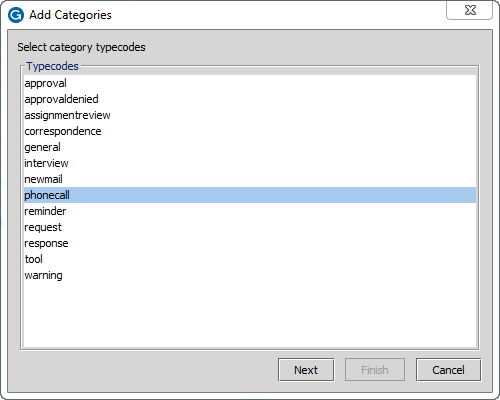 G Add Categories
Select category typecodes
Typecodes
approval
approvaldenied
assignmentreview
correspondence
general
interview
newmail
phonecall
reminder
request
response
tool
warning
Next Finish Cancel